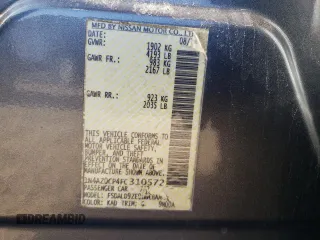 MFD BY NISSAN MOTOR CO., LTD
DATE: 08/
GVWR: 1902 KG
4193 LB
GAWR FR.: 983 KG
2167 LB
GAWR RR.: 923 KG
2035 LB
THIS VEHICLE CONFORMS TO ALL
APPLICABLE FEDERAL MOTOR
VEHICLE SAFETY, BUMPER,
AND THEFT PREVENTION STANDARDS
IN EFFECT ON THE DATE OF
MANUFACTURE SHOWN ABOVE.
1N4AZ0CP4FC310572
PASSENGER CAR
MODEL:
COLOR: KAD TRIM: G
DREAMBID